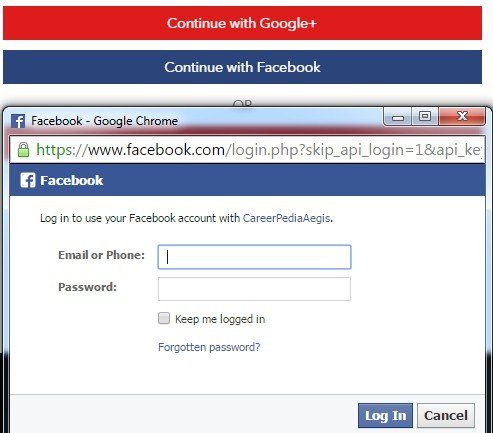 Continue with Google+
Continue with Facebook
OR
Facebook - Google Chrome
https://www.facebook.com/login.php?skip_api_login=1&api_key
Facebook
Log in to use your Facebook account with CareerPediaAegis.
Email or Phone:
Password:
Keep me logged in
Forgotten password?
Log In
Cancel